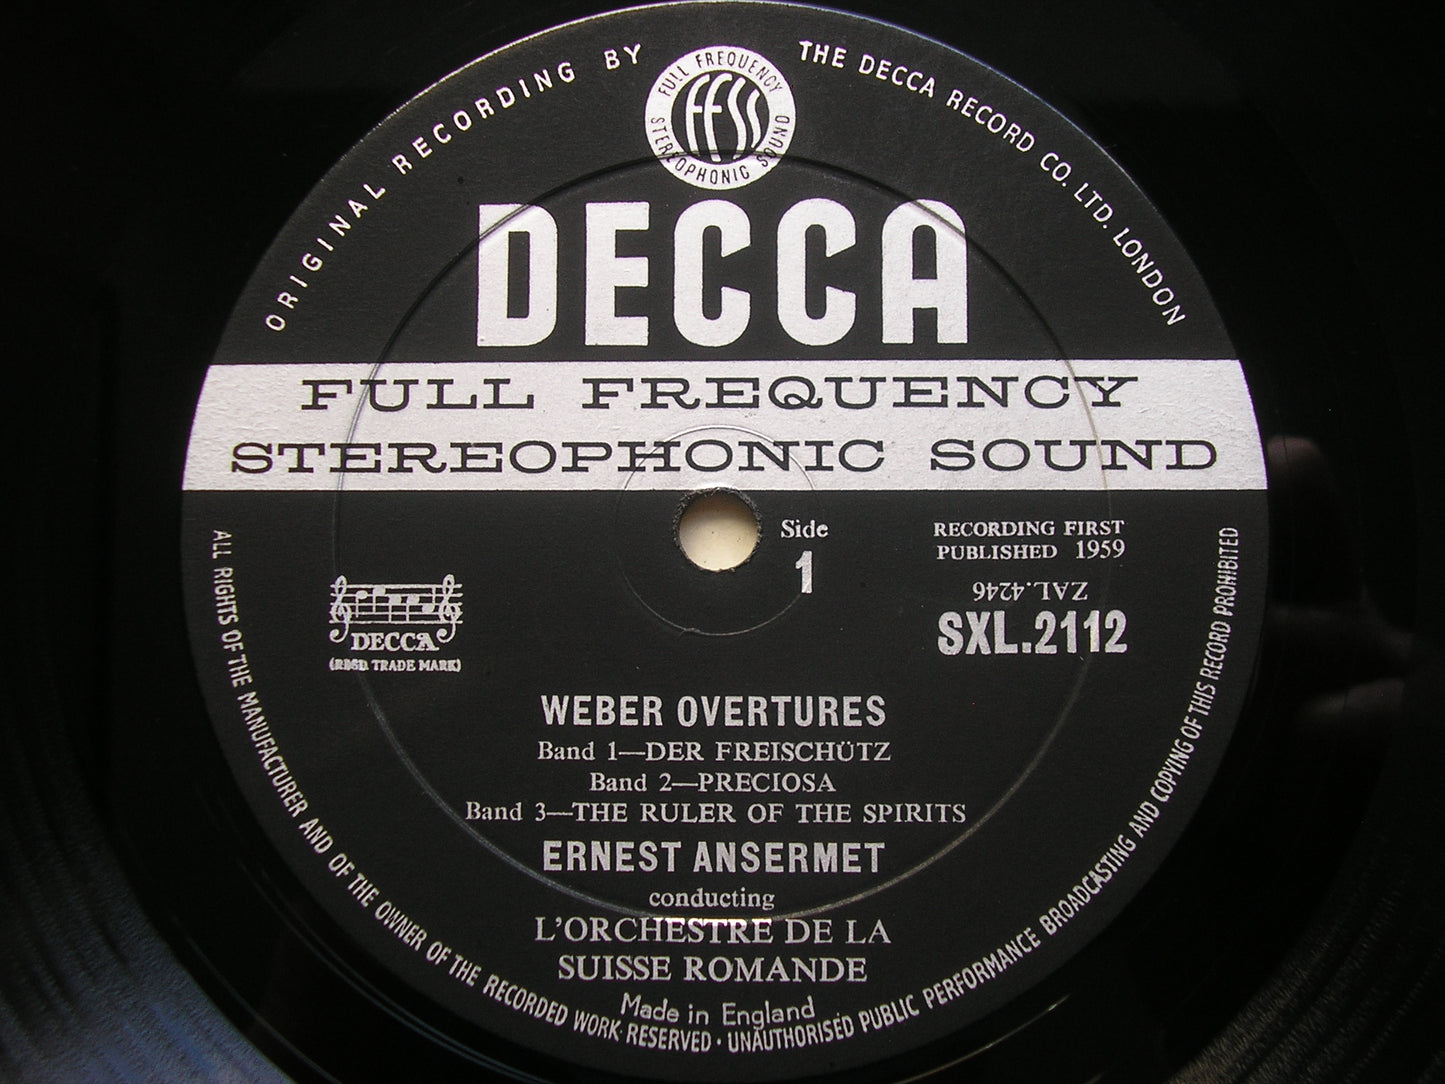 ORIGINAL RECORDING BY
THE DECCA RECORD CO. LTD. LONDON
FULL FREQUENCY
ffss
STEREOPHONIC SOUND
DECCA
FULL FREQUENCY
STEREOPHONIC SOUND
Side
1
RECORDING FIRST
PUBLISHED 1959
ZAL.4246
SXL.2112
DECCA
(REGD. TRADE MARK)
WEBER OVERTURES
Band 1—DER FREISCHÜTZ
Band 2—PRECIOSA
Band 3—THE RULER OF THE SPIRITS
ERNEST ANSERMET
conducting
L'ORCHESTRE DE LA
SUISSE ROMANDE
Made in England
ALL RIGHTS OF THE MANUFACTURER AND OF THE OWNER OF THE RECORDED WORK RESERVED · UNAUTHORISED PUBLIC PERFORMANCE BROADCASTING AND COPYING OF THIS RECORD PROHIBITED